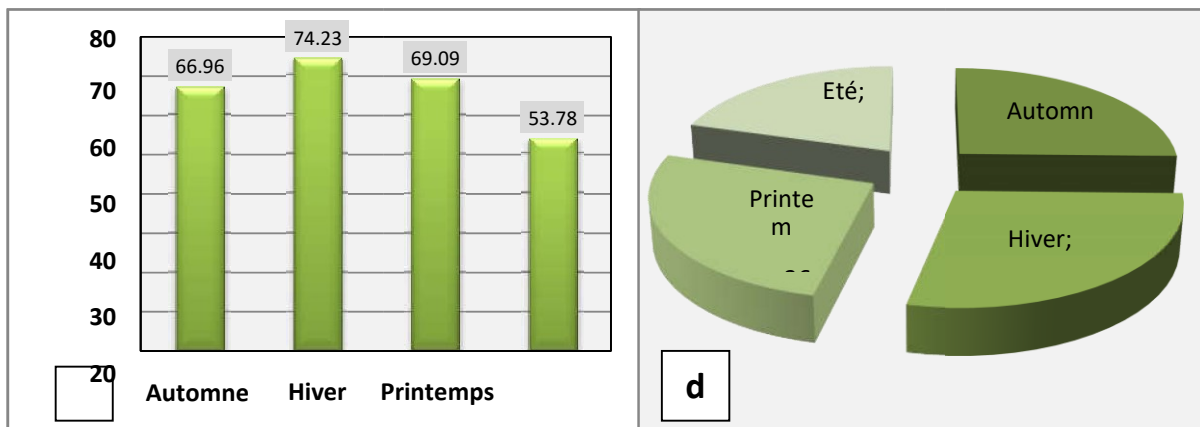 80
70
60
50
40
30
20
66.96
74.23
69.09
53.78
Automne
Hiver
Printemps
Eté;
Automn
Printe
m
Hiver;
d